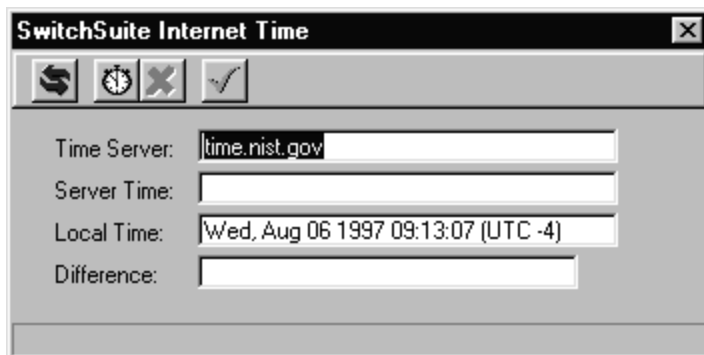 SwitchSuite Internet Time
Time Server: time.nist.gov
Server Time:
Local Time: Wed, Aug 06 1997 09:13:07 (UTC -4)
Difference: